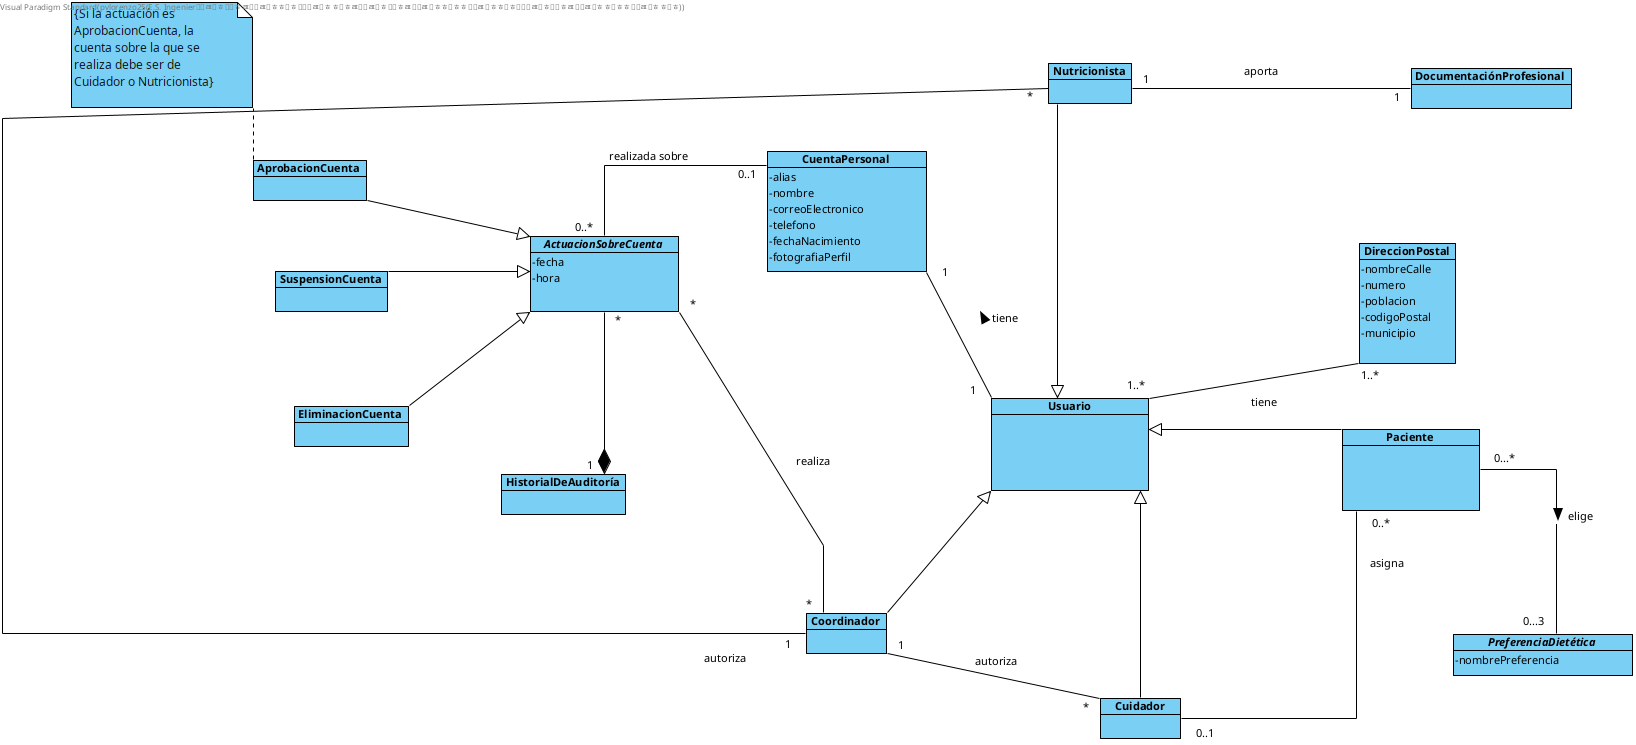 Visual Paradigm Standard
{Si la actuación es
AprobacionCuenta, la
cuenta sobre la que se
realiza debe ser de
Cuidador o Nutricionista}
Nutricionista
1
aporta
1
DocumentaciónProfesional
*
AprobacionCuenta
realizada sobre
0..1
0..*
CuentaPersonal
-alias
-nombre
-correoElectronico
-telefono
-fechaNacimiento
-fotografiaPerfil
ActuacionSobreCuenta
-fecha
-hora
SuspensionCuenta
*
*
1
tiene
1
DireccionPostal
-nombreCalle
-numero
-poblacion
-codigoPostal
-municipio
1..*
1..*
tiene
EliminacionCuenta
Usuario
Paciente
0...*
elige
0..*
asigna
1
HistorialDeAuditoría
realiza
*
Coordinador
1
autoriza
1
autoriza
*
Cuidador
0..1
0...3
PreferenciaDietética
-nombrePreferencia